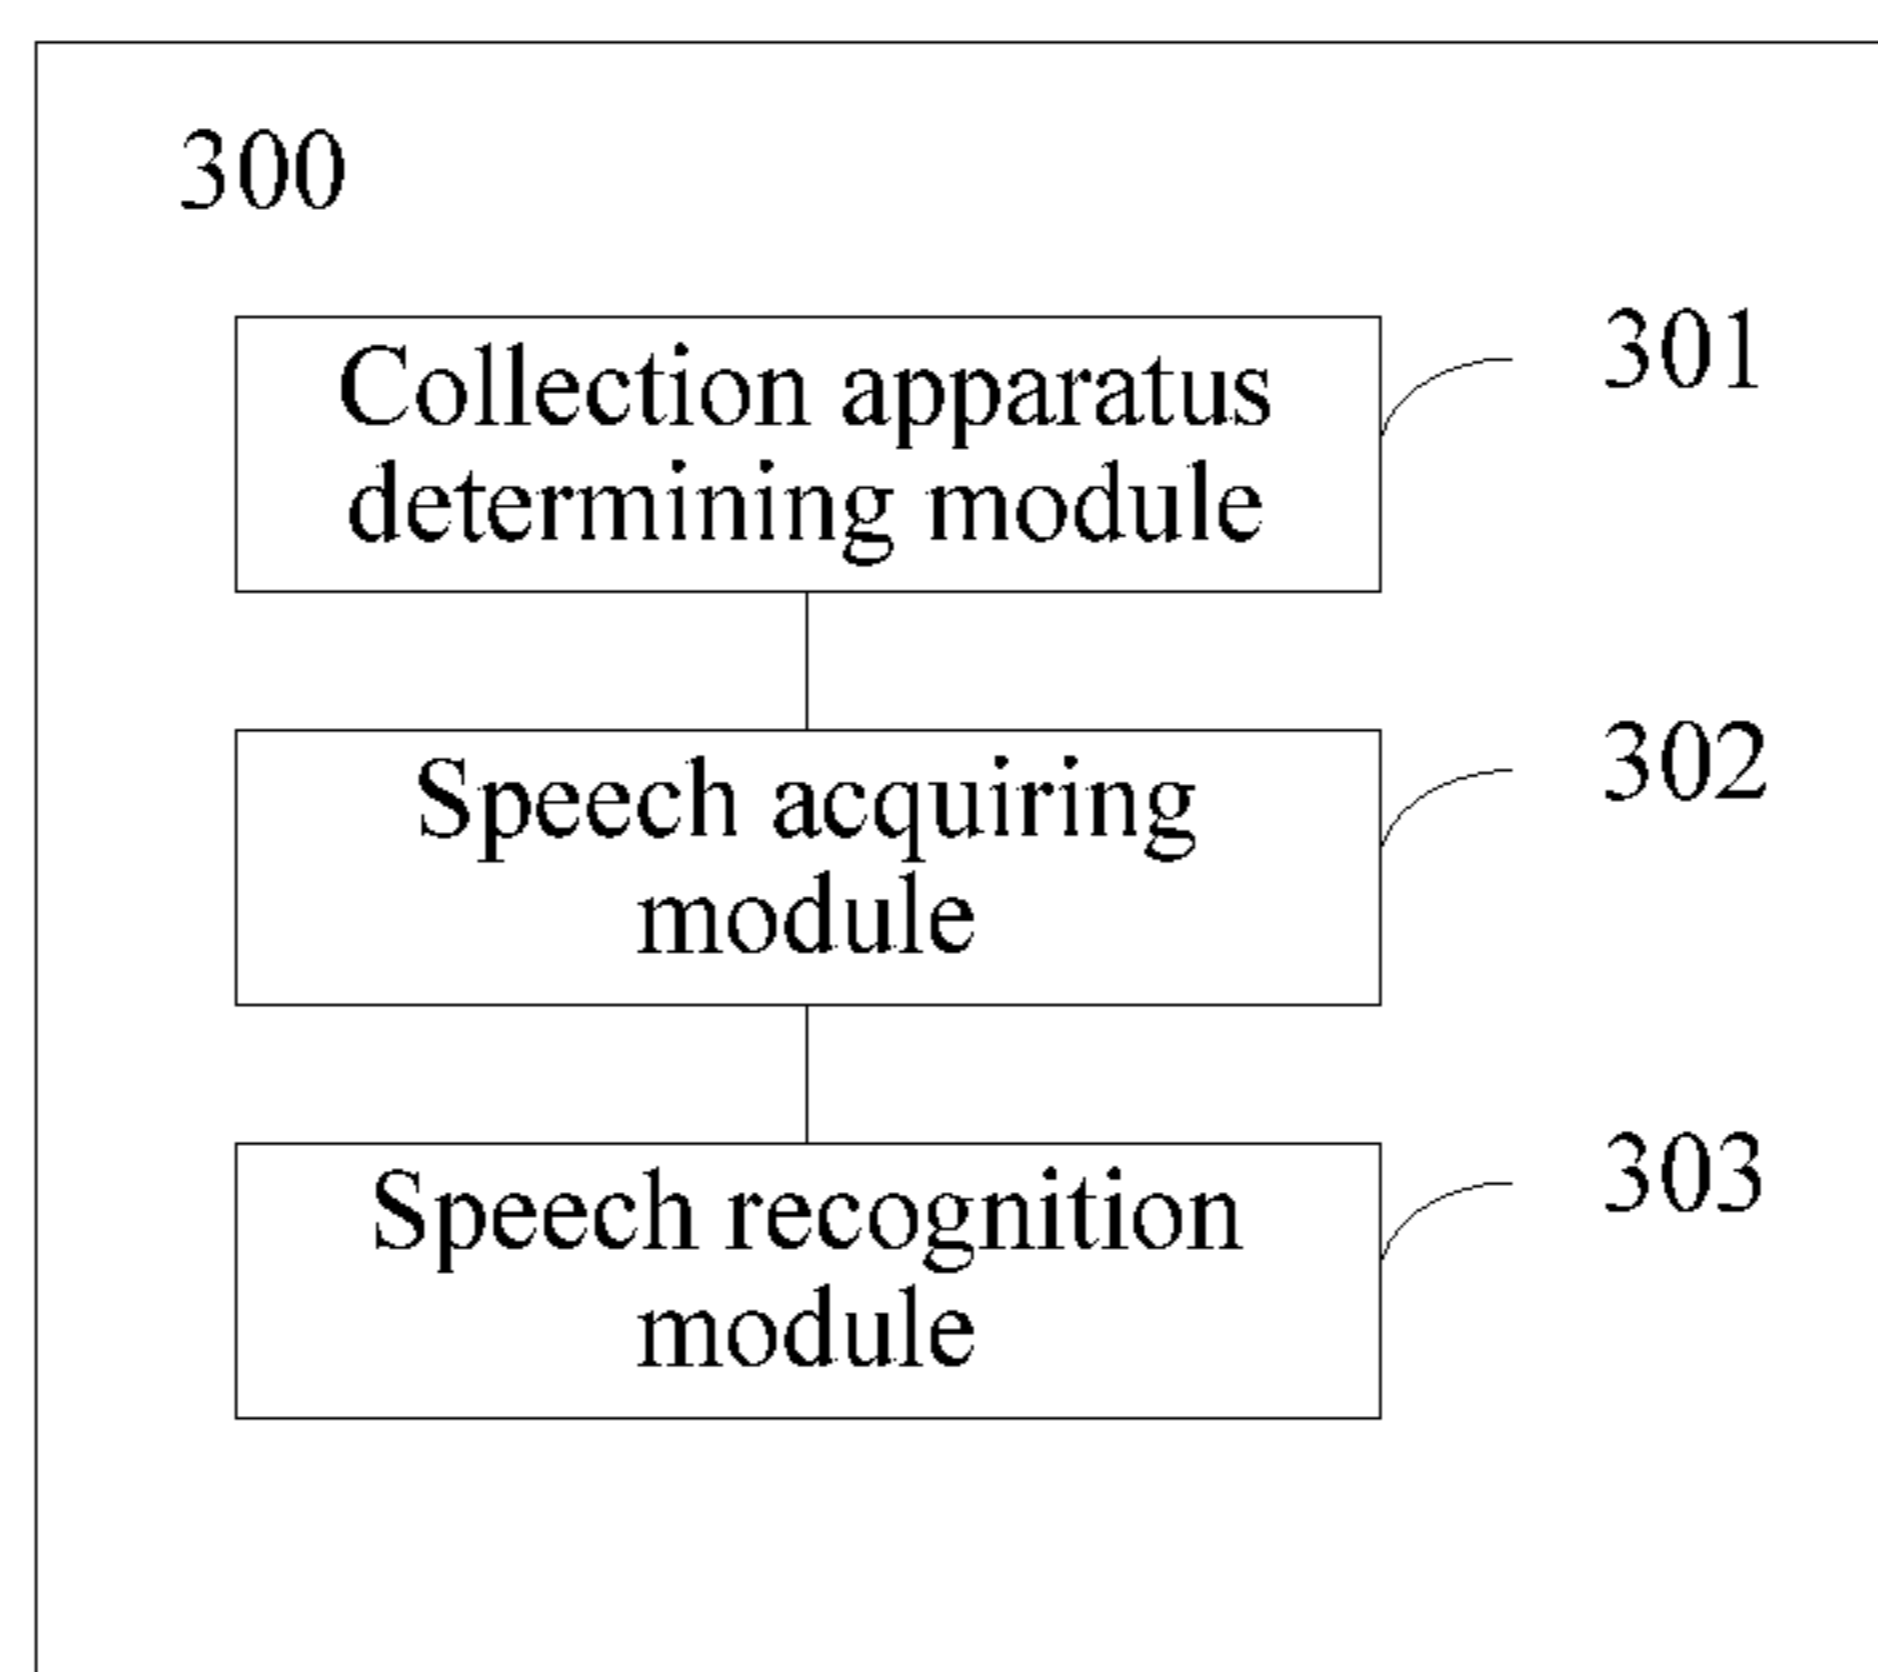 300
Collection apparatus
determining module
301
Speech acquiring
module
302
Speech recognition
module
303